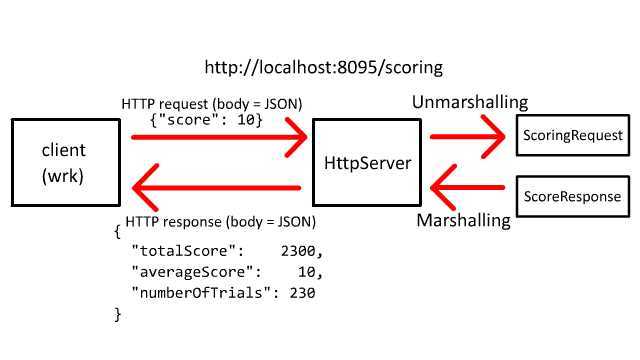 http://localhost:8095/scoring
HTTP request (body = JSON)
{"score": 10}
Unmarshalling
client
(wrk)
HttpServer
ScoringRequest
ScoreResponse
Marshalling
HTTP response (body = JSON)
{
"totalScore": 2300,
"averageScore": 10,
"numberOfTrials": 230
}